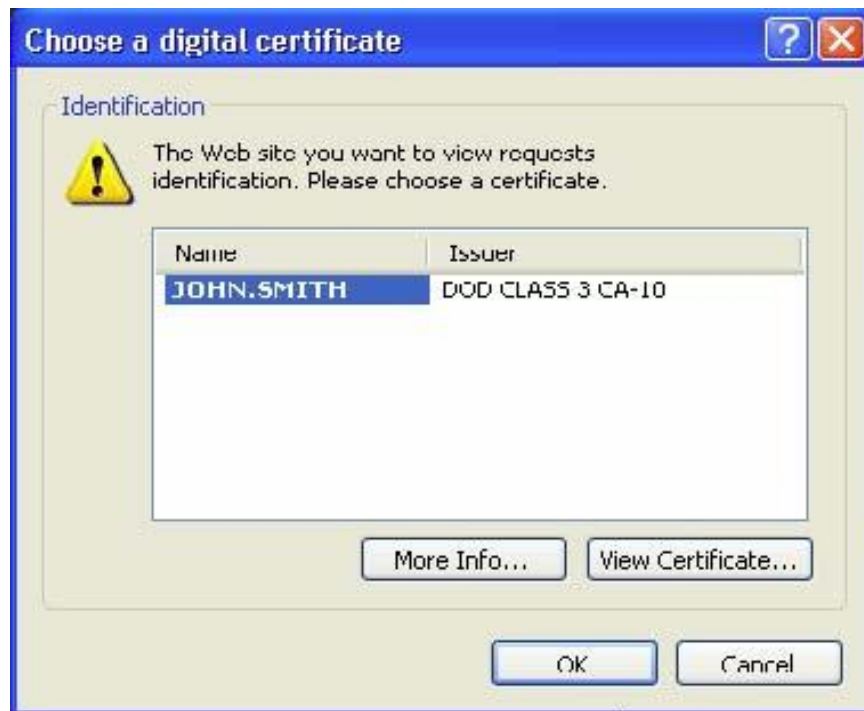 Choose a digital certificate
Identification
The Web site you want to view requests
identification. Please choose a certificate.
Name Issuer
JOHN.SMITH DOD CLASS 3 CA-10
More Info... View Certificate...
OK Cancel